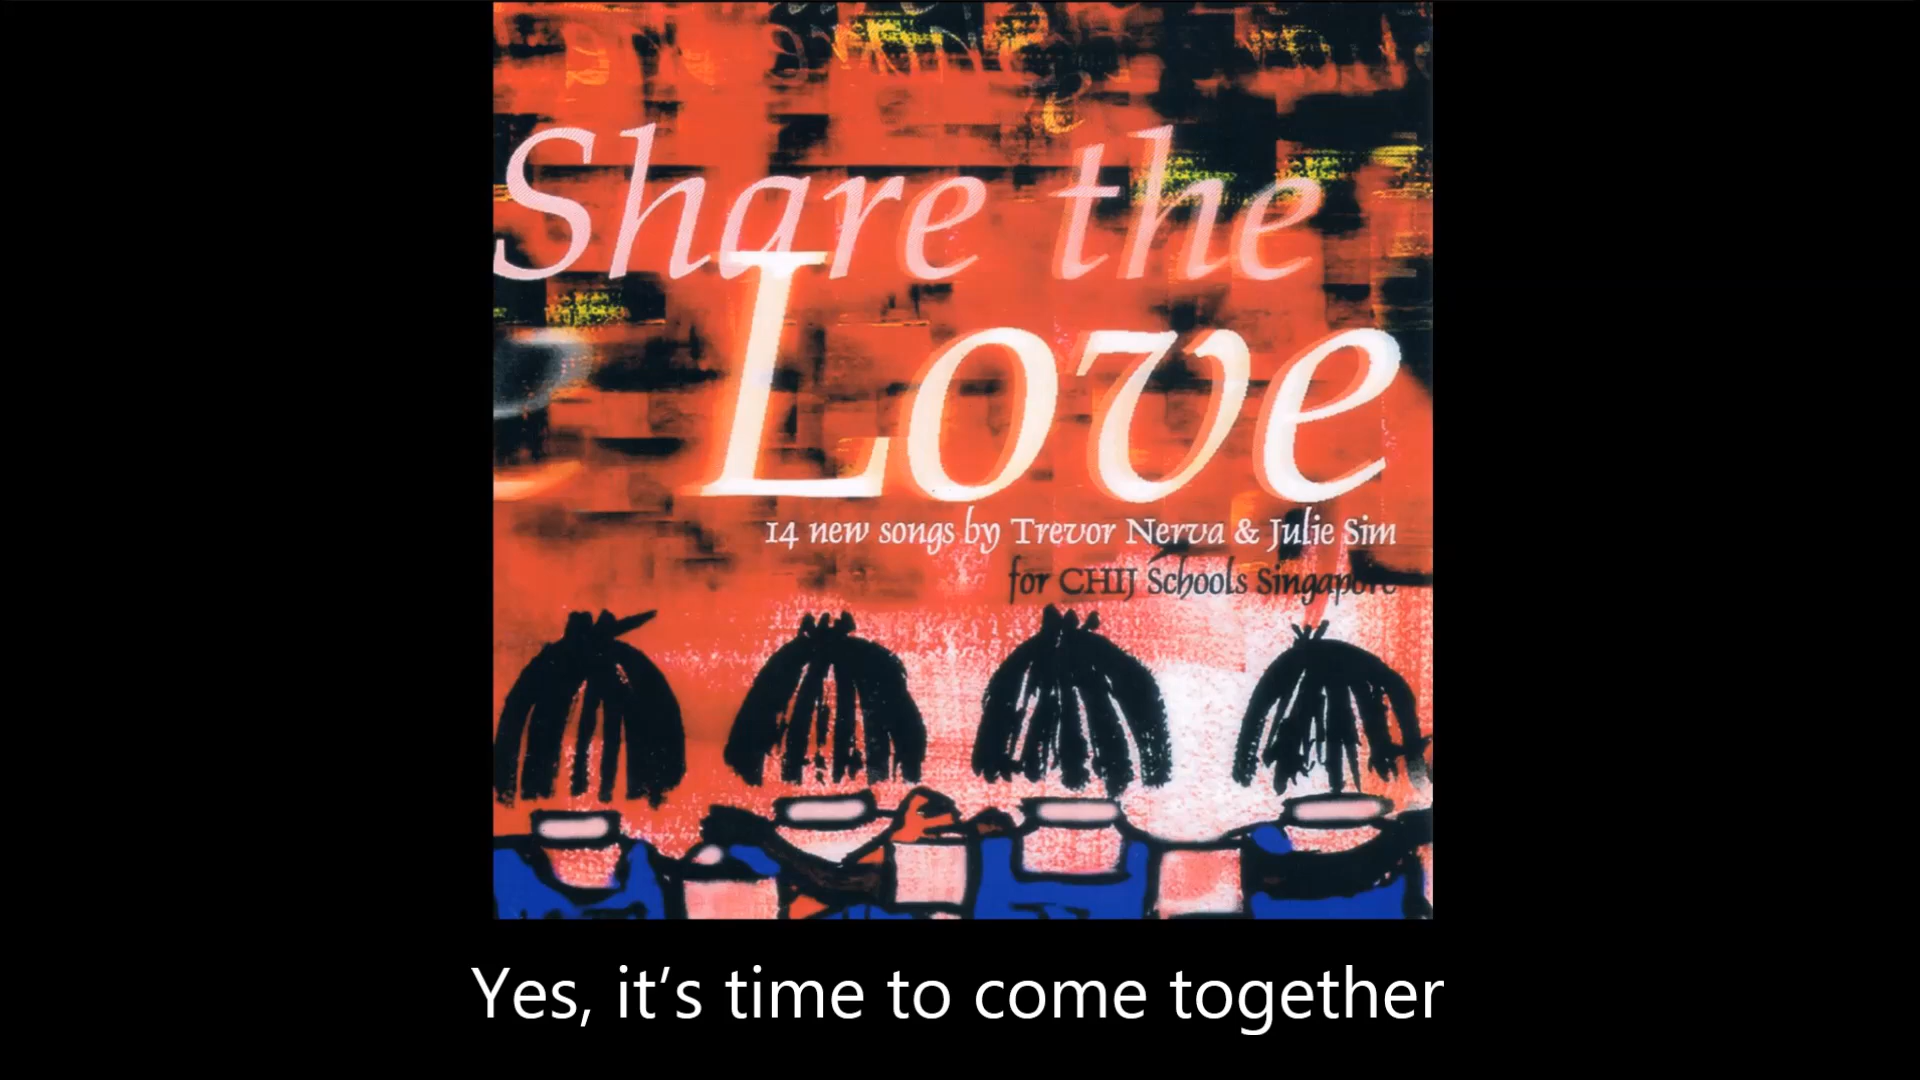 Share the
Love
14 new songs by Trevor Nerva & Julie Sim
for CHIJ Schools Singapore
Yes, it’s time to come together